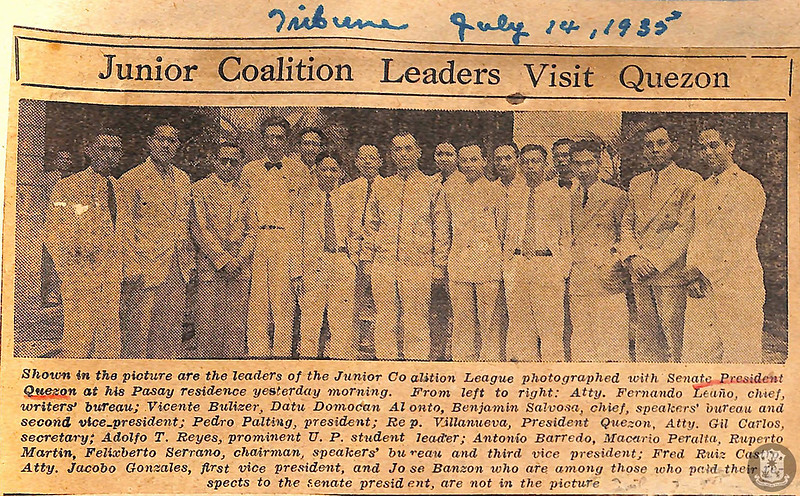 Tribune July 14, 1935
Junior Coalition Leaders Visit Quezon
Shown in the picture are the leaders of the Junior Coalition League photographed with Senate President
Quezon at his Pasay residence yesterday morning. From left to right: Atty. Fernando Leaño, chief,
writers' bureau; Vicente Bulizer, Datu Domocan Alonto, Benjamin Salvosa, chief, speakers' bureau and
second vice-president; Pedro Palting, president; Rep. Villanueva, President Quezon, Atty. Gil Carlos,
secretary; Adolfo T. Reyes, prominent U. P. student leader; Antonio Barredo, Macario Peralta, Ruperto
Martin, Felixberto Serrano, chairman, speakers' bureau and third vice president; Fred Ruiz
Atty. Jacobo Gonzales, first vice president, and Jose Banzon who are among those who paid their
spects to the senate president, are not in the picture